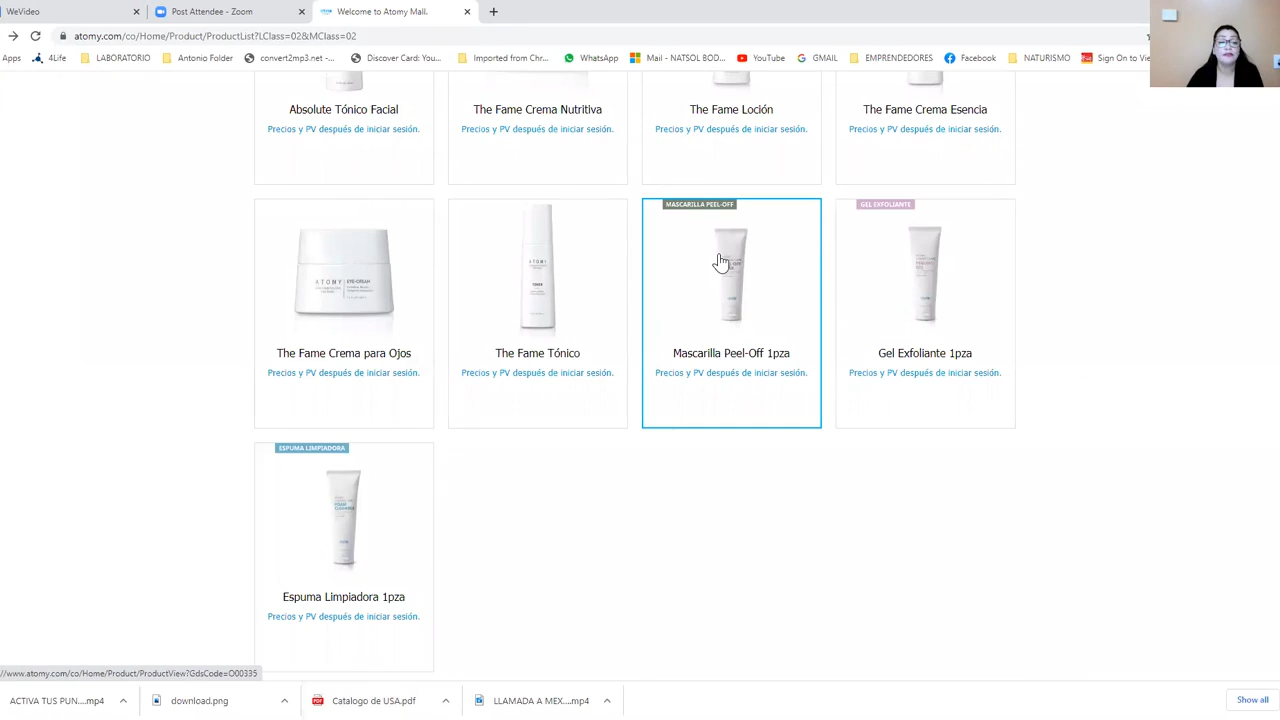 WeVideo
Post Attendee - Zoom
Welcome to Atomy Mall.
atomy.com/co/Home/Product/ProductList?LClass=02&MClass=02
Apps
4Life
LABORATORIO
Antonio Folder
convert2mp3.net -...
Discover Card: You...
Imported from Chr...
WhatsApp
Mail - NATSOL BOD...
YouTube
GMAIL
EMPRENDEDORES
Facebook
NATURISMO
Sign On to Vie
Absolute Tónico Facial
Precios y PV después de iniciar sesión.
The Fame Crema Nutritiva
Precios y PV después de iniciar sesión.
The Fame Loción
Precios y PV después de iniciar sesión.
The Fame Crema Esencia
Precios y PV después de iniciar sesión.
ATOMY
EYE-CREAM
The Fame Crema para Ojos
Precios y PV después de iniciar sesión.
ATOMY
TONER
The Fame Tónico
Precios y PV después de iniciar sesión.
MASCARILLA PEEL-OFF
Mascarilla Peel-Off 1pza
Precios y PV después de iniciar sesión.
GEL EXFOLIANTE
Gel Exfoliante 1pza
Precios y PV después de iniciar sesión.
ESPUMA LIMPIADORA
FOAM
CLEANSER
Espuma Limpiadora 1pza
Precios y PV después de iniciar sesión.
//www.atomy.com/co/Home/Product/ProductView?GdsCode=O00335
ACTIVA TUS PUN....mp4
download.png
Catalogo de USA.pdf
LLAMADA A MEX....mp4
Show all